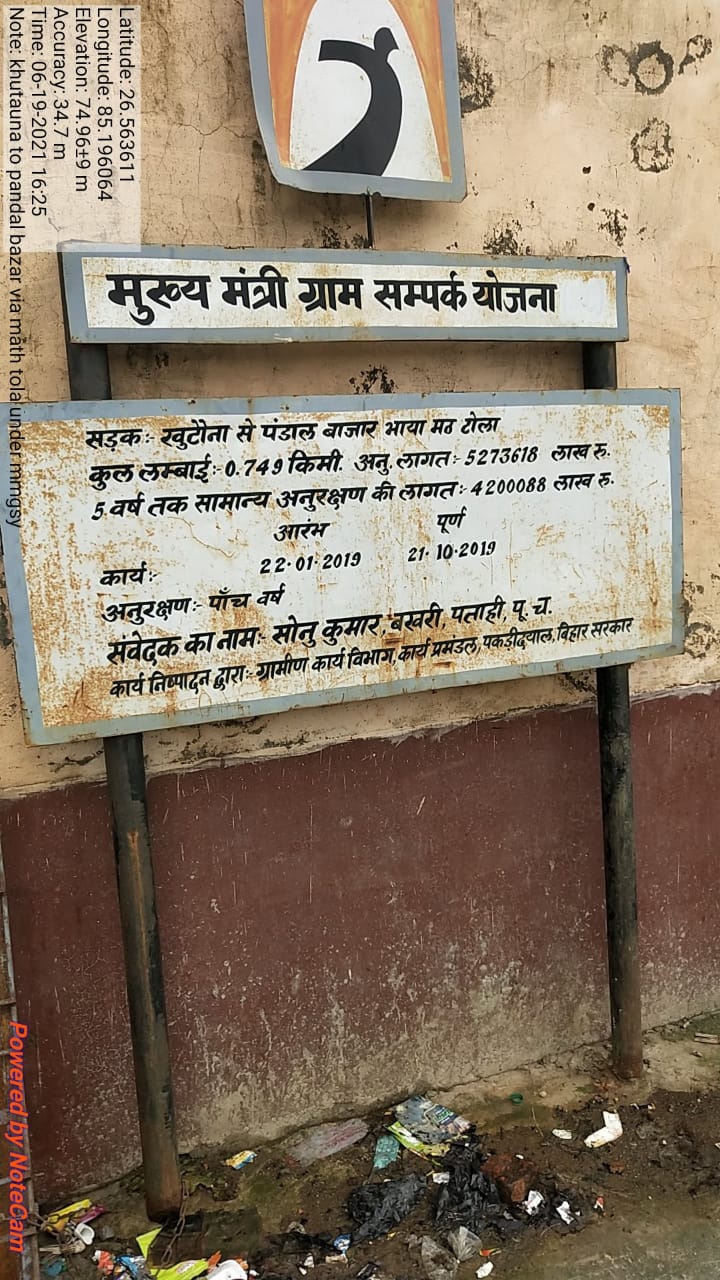 Latitude: 26.563611
Longitude: 85.196064
Elevation: 74.96±9 m
Accuracy: 34.7 m
Time: 06-19-2021 16:25
Note: khutauna to pandal bazar via math tola under mmgsy
मुख्य मंत्री ग्राम सम्पर्क योजना
सड़क:- खुटौना से पंडाल बाजार भाया मठ टोला
कुल लम्बाई:- 0.749 किमी. अनु. लागत:- 5273618 लाख रु.
5 वर्ष तक सामान्य अनुरक्षण की लागत:- 4200088 लाख रु.
आरंभ पूर्ण
कार्य:- 22-01-2019 21-10-2019
अनुरक्षण:- पाँच वर्ष
संवेदक का नाम:- सोनु कुमार, बखरी, पताही, पू. च.
कार्य निष्पादन द्वारा:- ग्रामीण कार्य विभाग, कार्य प्रमंडल, पकड़ीदयाल, बिहार सरकार
Powered by NoteCam